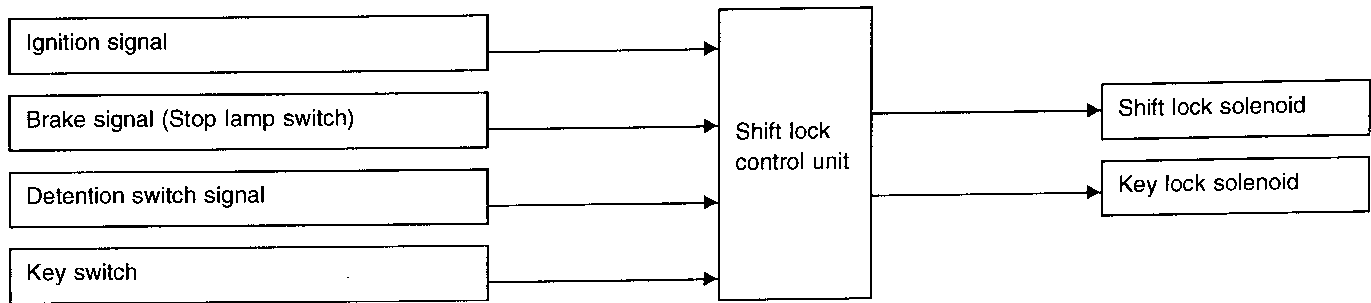 Ignition signal
Brake signal (Stop lamp switch)
Detention switch signal
Key switch
Shift lock
control unit
Shift lock solenoid
Key lock solenoid